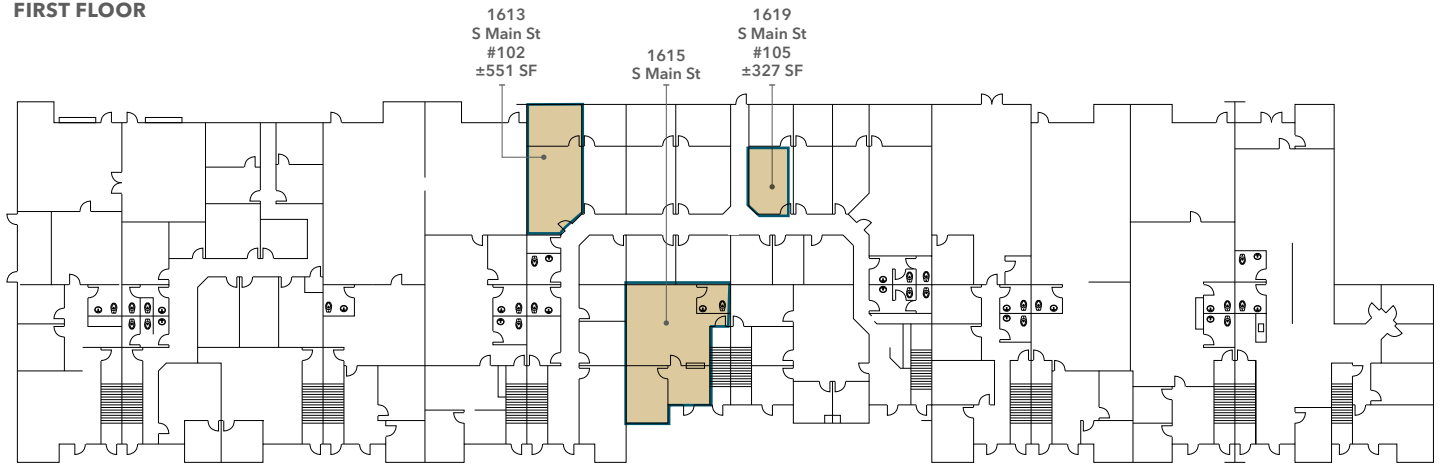 FIRST FLOOR
1613
S Main St
#102
±551 SF
1615
S Main St
1619
S Main St
#105
±327 SF